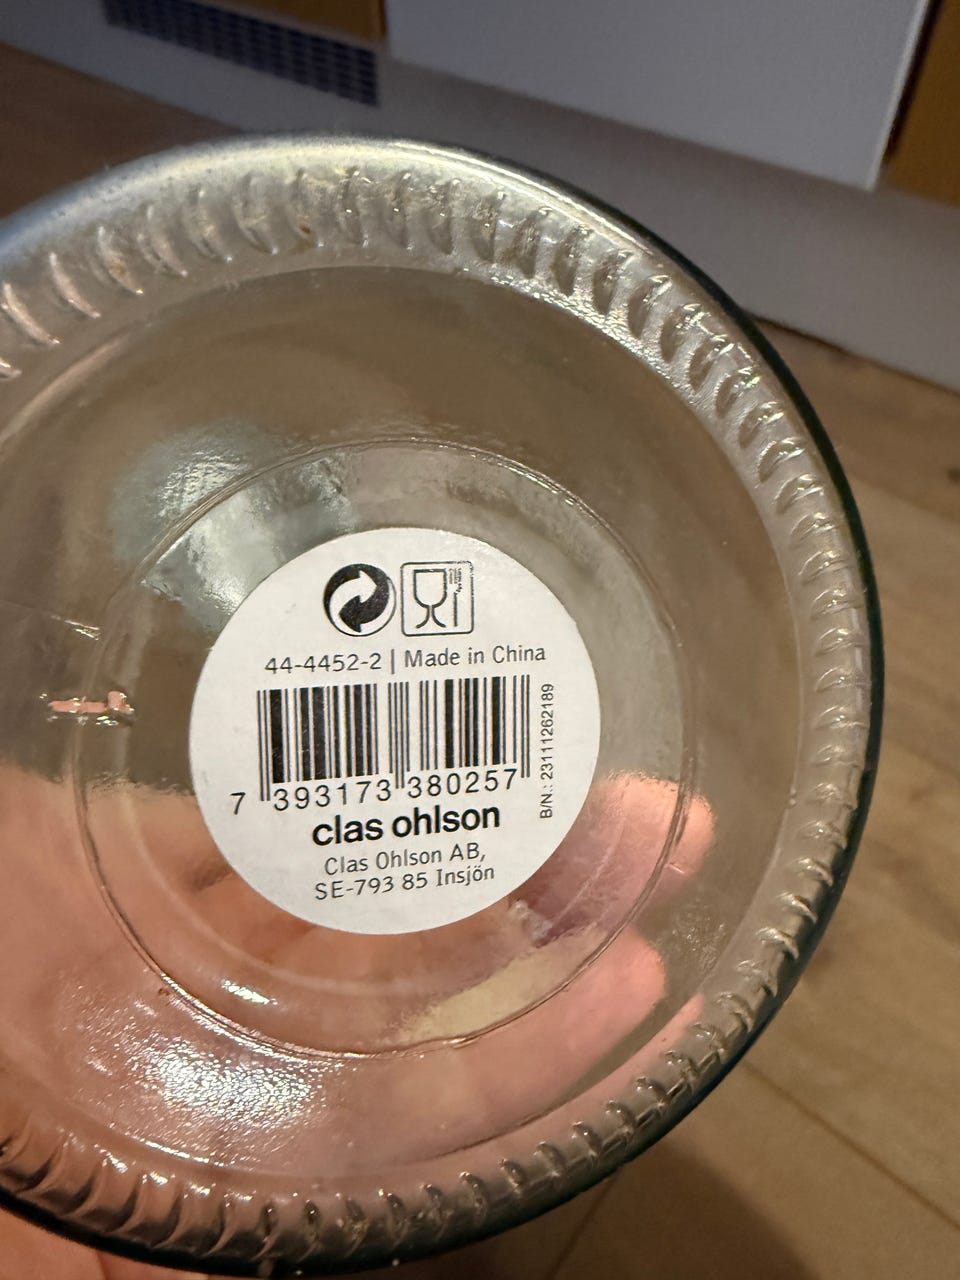 44-4452-2 | Made in China
7 393173 380257
B/N.: 23111262189
clas ohlson
Clas Ohlson AB,
SE-793 85 Insjön